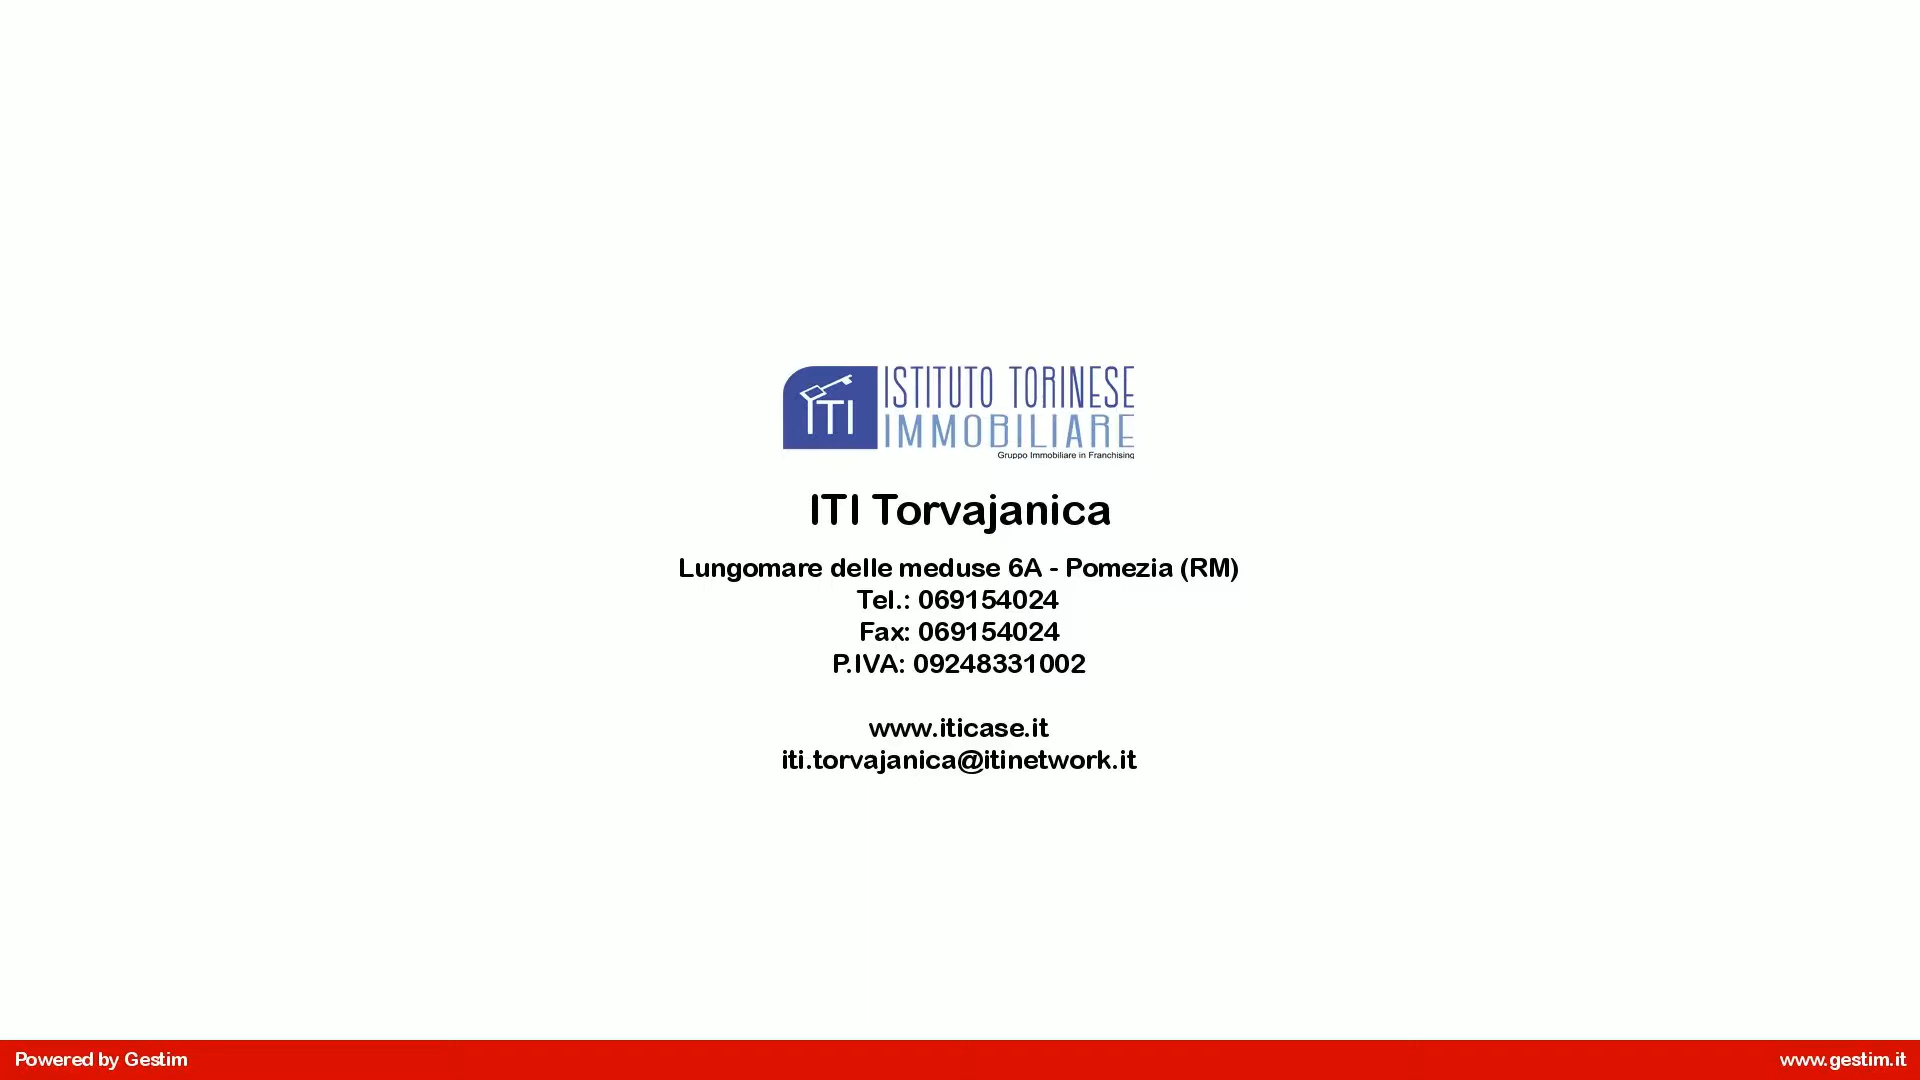 ITI
ISTITUTO TORINESE
IMMOBILIARE
Gruppo Immobiliare in Franchising
ITI Torvajanica
Lungomare delle meduse 6A - Pomezia (RM)
Tel.: 069154024
Fax: 069154024
P.IVA: 09248331002
www.iticase.it
iti.torvajanica@itinetwork.it
Powered by Gestim
www.gestim.it